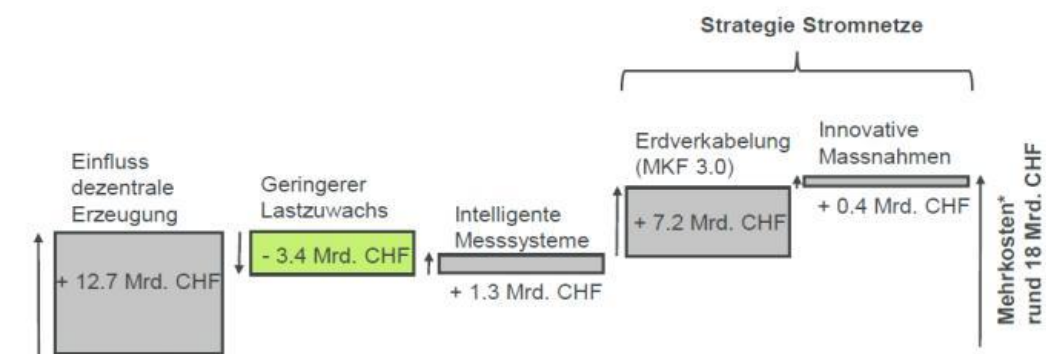 Strategie Stromnetze
Einfluss
dezentrale
Erzeugung
+ 12.7 Mrd. CHF
Geringerer
Lastzuwachs
- 3.4 Mrd. CHF
Intelligente
Messsysteme
+ 1.3 Mrd. CHF
Erdverkabelung
(MKF 3.0)
+ 7.2 Mrd. CHF
Innovative
Massnahmen
+ 0.4 Mrd. CHF
Mehrkosten*
rund 18 Mrd. CHF